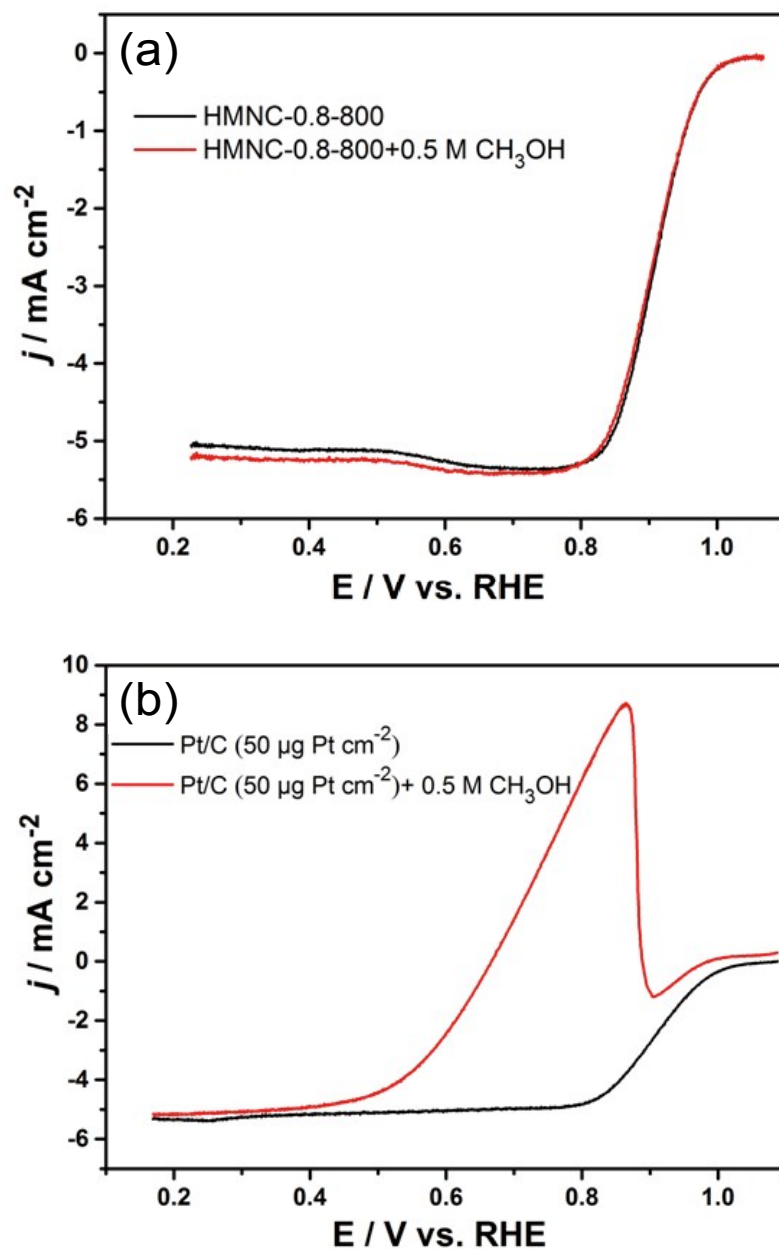 (a)
HMNC-0.8-800
HMNC-0.8-800+0.5 M CH₃OH
0
-1
-2
-3
-4
-5
-6
j / mA cm⁻²
0.2 0.4 0.6 0.8 1.0
E / V vs. RHE
(b)
Pt/C (50 µg Pt cm⁻²)
Pt/C (50 µg Pt cm⁻²)+ 0.5 M CH₃OH
10
8
6
4
2
0
-2
-4
-6
j / mA cm⁻²
0.2 0.4 0.6 0.8 1.0
E / V vs. RHE